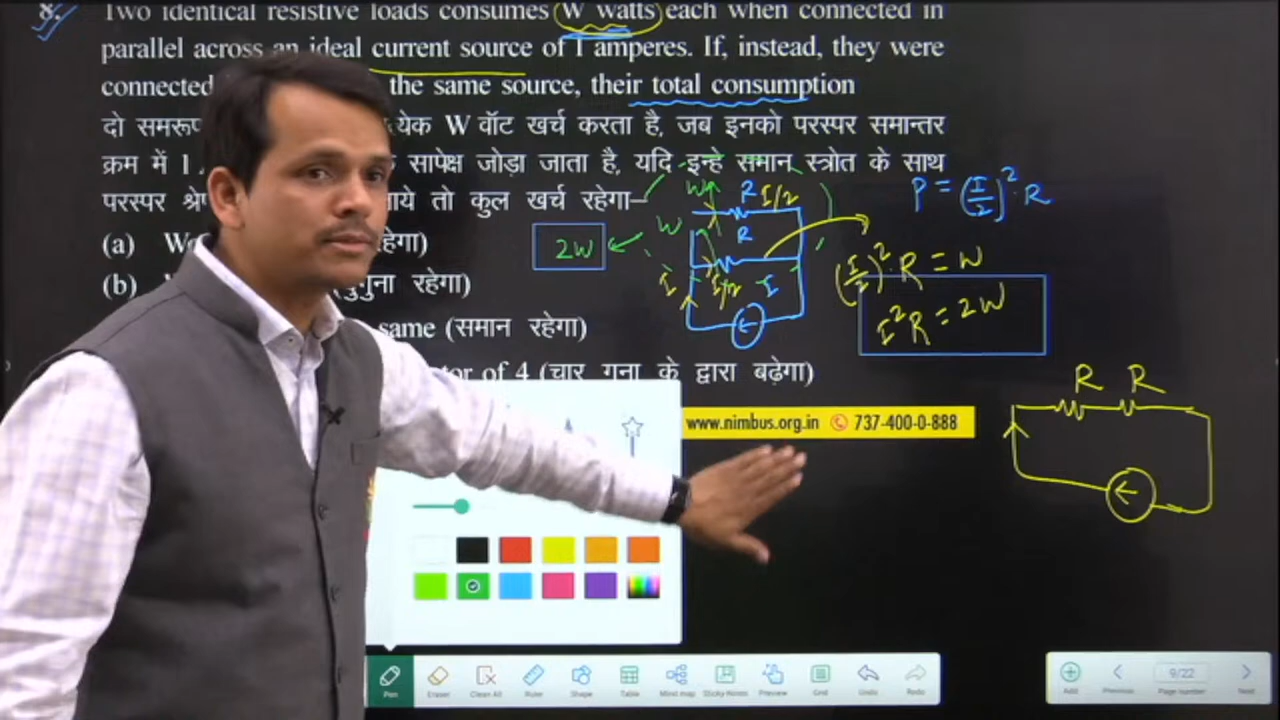 8. Two identical resistive loads consumes W watts each when connected in
parallel across an ideal current source of 1 amperes. If, instead, they were
connected the same source, their total consumption
दो समरूप W वॉट खर्च करता है, जब इनको परस्पर समान्तर
क्रम में 1 सापेक्ष जोड़ा जाता है, यदि इन्हे समान स्त्रोत के साथ
परस्पर तो कुल खर्च रहेगा–
W R I/2
P = (I/2)² · R
2W W R
(a)
(I/2)² · R = W
I I/2 I
(b)
I²R = 2W
same (समान रहेगा)
tor of 4 (चार गुना के द्वारा बढ़ेगा)
R R
www.nimbus.org.in 737-400-0-888
Pen Eraser Clean All Ruler Shape Table Mind map Sticky Notes Preview Grid Undo Redo
Add Previous 9/22 Page number Next